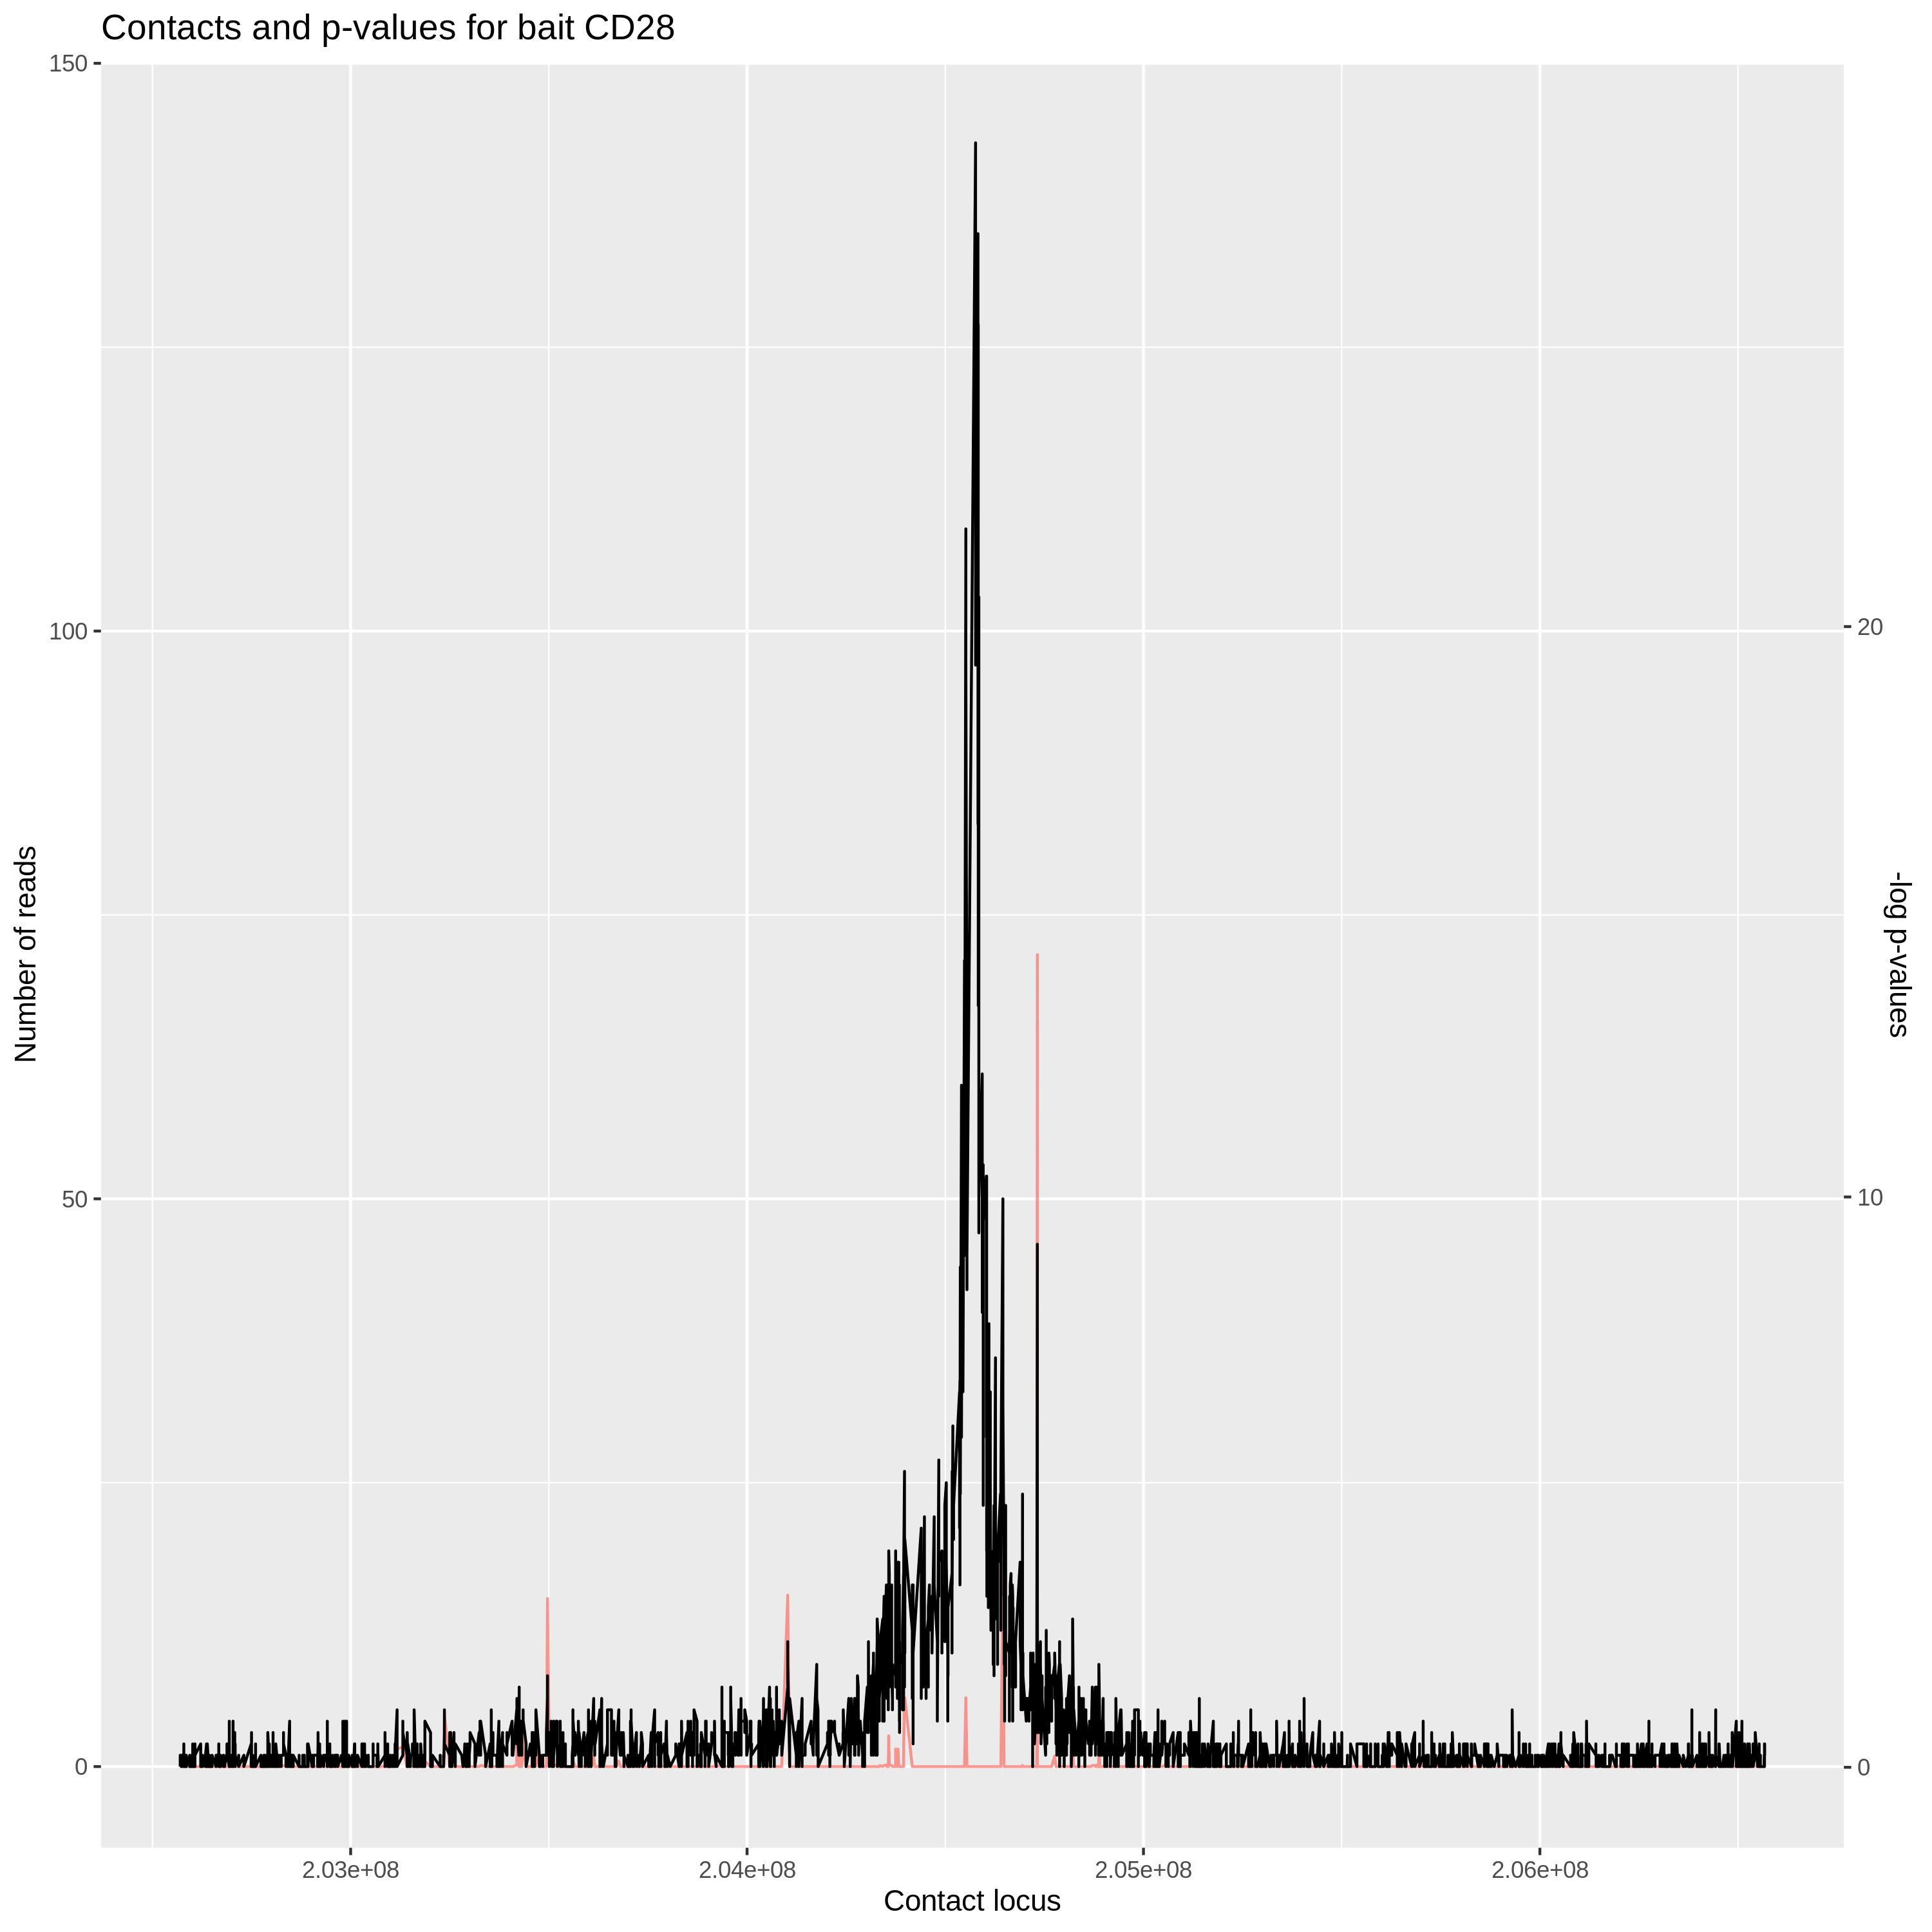 Contacts and p-values for bait CD28
150
100
50
0
Number of reads
20
10
0
-log p-values
2.03e+08
2.04e+08
2.05e+08
2.06e+08
Contact locus